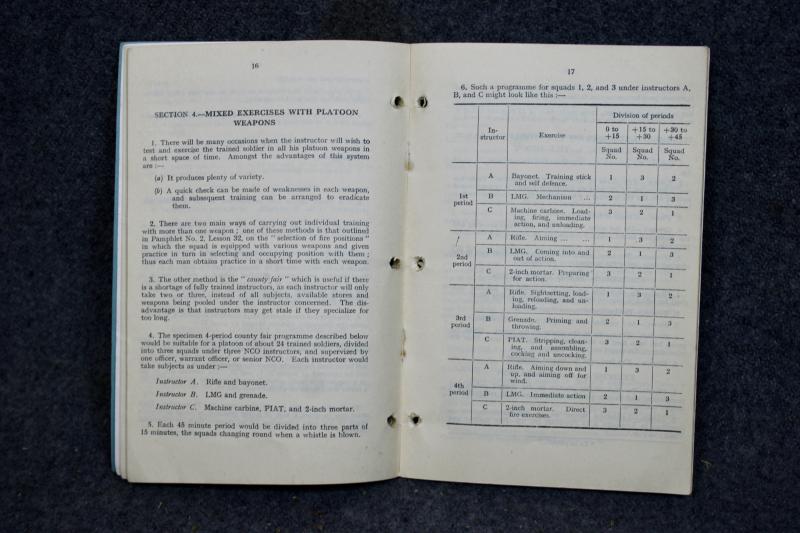 16
SECTION 4.—MIXED EXERCISES WITH PLATOON
WEAPONS
1. There will be many occasions when the instructor will wish to
test and exercise the trained soldier in all his platoon weapons in
a short space of time. Amongst the advantages of this system
are :—
(a) It produces plenty of variety.
(b) A quick check can be made of weaknesses in each weapon,
and subsequent training can be arranged to eradicate
them.
2. There are two main ways of carrying out individual training
with more than one weapon ; one of these methods is that outlined
in Pamphlet No. 2, Lesson 32, on the " selection of fire positions "
in which the squad is equipped with various weapons and given
practice in turn in selecting and occupying position with them ;
thus each man obtains practice in a short time with each weapon.
3. The other method is the " county fair " which is useful if there
is a shortage of fully trained instructors, as each instructor will only
take two or three, instead of all subjects, available stores and
weapons being pooled under the instructor concerned. The dis-
advantage is that instructors may get stale if they specialize for
too long.
4. The specimen 4-period county fair programme described below
would be suitable for a platoon of about 24 trained soldiers, divided
into three squads under three NCO instructors, and supervized by
one officer, warrant officer, or senior NCO. Each instructor would
take subjects as under :—
Instructor A. Rifle and bayonet.
Instructor B. LMG and grenade.
Instructor C. Machine carbine, PIAT, and 2-inch mortar.
5. Each 45 minute period would be divided into three parts of
15 minutes, the squads changing round when a whistle is blown.
17
6. Such a programme for squads 1, 2, and 3 under instructors A,
B, and C might look like this :—
In-
structor
Exercise
Division of periods
0 to
+15
+15 to
+30
+30 to
+45
Squad
No.
Squad
No.
Squad
No.
1st
period
A Bayonet. Training stick
and self defence. 1 3 2
B LMG. Mechanism ... 2 1 3
C Machine carbine. Load-
ing, firing, immediate
action, and unloading. 3 2 1
2nd
period
A Rifle. Aiming ... ... 1 3 2
B LMG. Coming into and
out of action. 2 1 3
C 2-inch mortar. Preparing
for action. 3 2 1
3rd
period
A Rifle. Sightsetting, load-
ing, reloading, and un-
loading. 1 3 2
B Grenade. Priming and
throwing. 2 1 3
C PIAT. Stripping, clean-
ing, and assembling,
cocking and uncocking. 3 2 1
4th
period
A Rifle. Aiming down and
up, and aiming off for
wind. 1 3 2
B LMG. Immediate action 2 1 3
C 2-inch mortar. Direct
fire exercises. 3 2 1